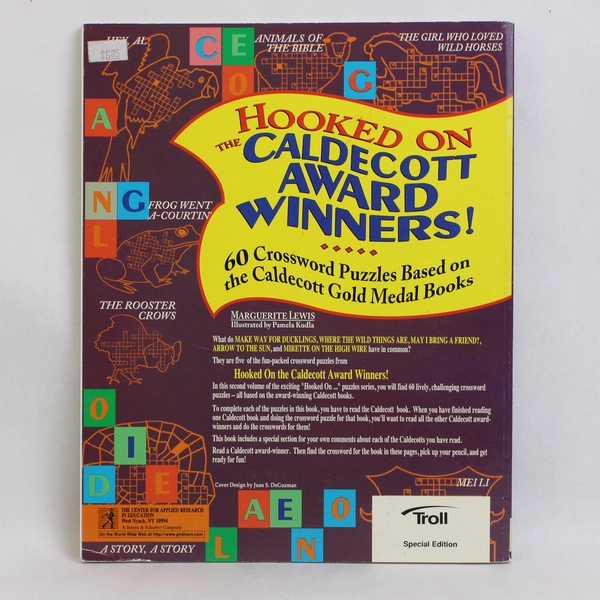 HEY, AL
$6.95
C E
ANIMALS OF
THE BIBLE
THE GIRL WHO LOVED
WILD HORSES
O
G
A
HOOKED ON
THE CALDECOTT
AWARD
WINNERS!
60 Crossword Puzzles Based on
the Caldecott Gold Medal Books
N G
FROG WENT
A-COURTIN'
L
THE ROOSTER
CROWS
MARGUERITE LEWIS
Illustrated by Pamela Kudla
What do MAKE WAY FOR DUCKLINGS, WHERE THE WILD THINGS ARE, MAY I BRING A FRIEND?,
ARROW TO THE SUN, and MIRETTE ON THE HIGH WIRE have in common?
They are five of the fun-packed crossword puzzles from
Hooked On the Caldecott Award Winners!
In this second volume of the exciting "Hooked On ..." puzzles series, you will find 60 lively, challenging crossword
puzzles -- all based on the award-winning Caldecott books.
To complete each of the puzzles in this book, you have to read the Caldecott book. When you have finished reading
one Caldecott book and doing the crossword puzzle for that book, you'll want to read all the other Caldecott award-
winners and do the crosswords for them!
This book includes a special section for your own comments about each of the Caldecotts you have read.
Read a Caldecott award-winner. Then find the crossword for the book in these pages, pick up your pencil, and get
ready for fun!
O
I
D E
Cover Design by Juan S. DeGuzman
MEI LI
A E O
THE CENTER FOR APPLIED RESEARCH
IN EDUCATION
West Nyack, NY 10994
A Simon & Schuster Company
On the World Wide Web at http://www.phdirect.com
Troll
Special Edition
A STORY, A STORY
L N